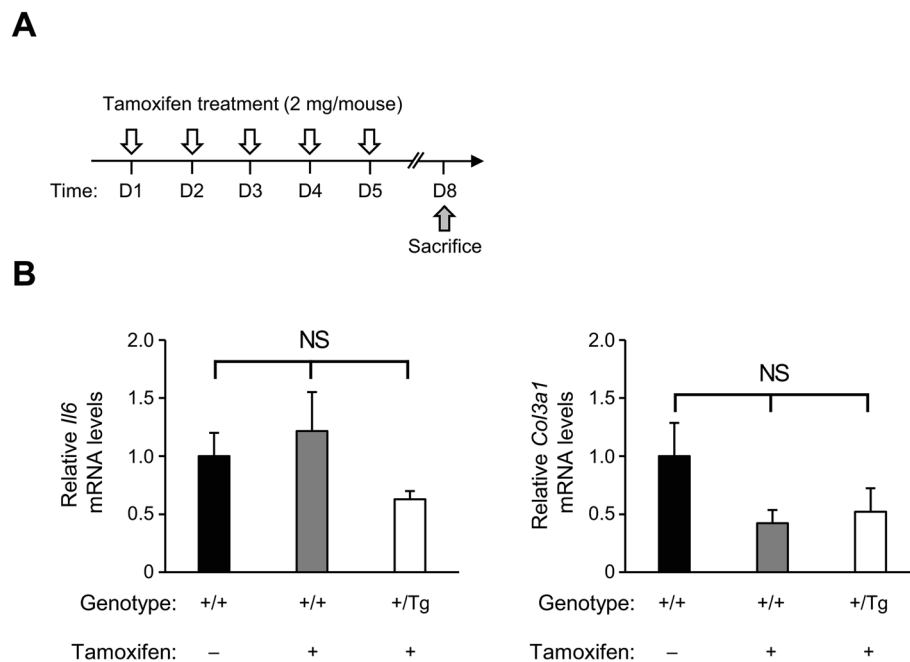 A
Tamoxifen treatment (2 mg/mouse)
Time: D1 D2 D3 D4 D5 D8
Sacrifice
B
Relative Il6
mRNA levels
2.0
1.5
1.0
0.5
0
NS
Genotype: +/+ +/+ +/Tg
Tamoxifen: – + +
Relative Col3a1
mRNA levels
2.0
1.5
1.0
0.5
0
NS
+/+ +/+ +/Tg
– + +